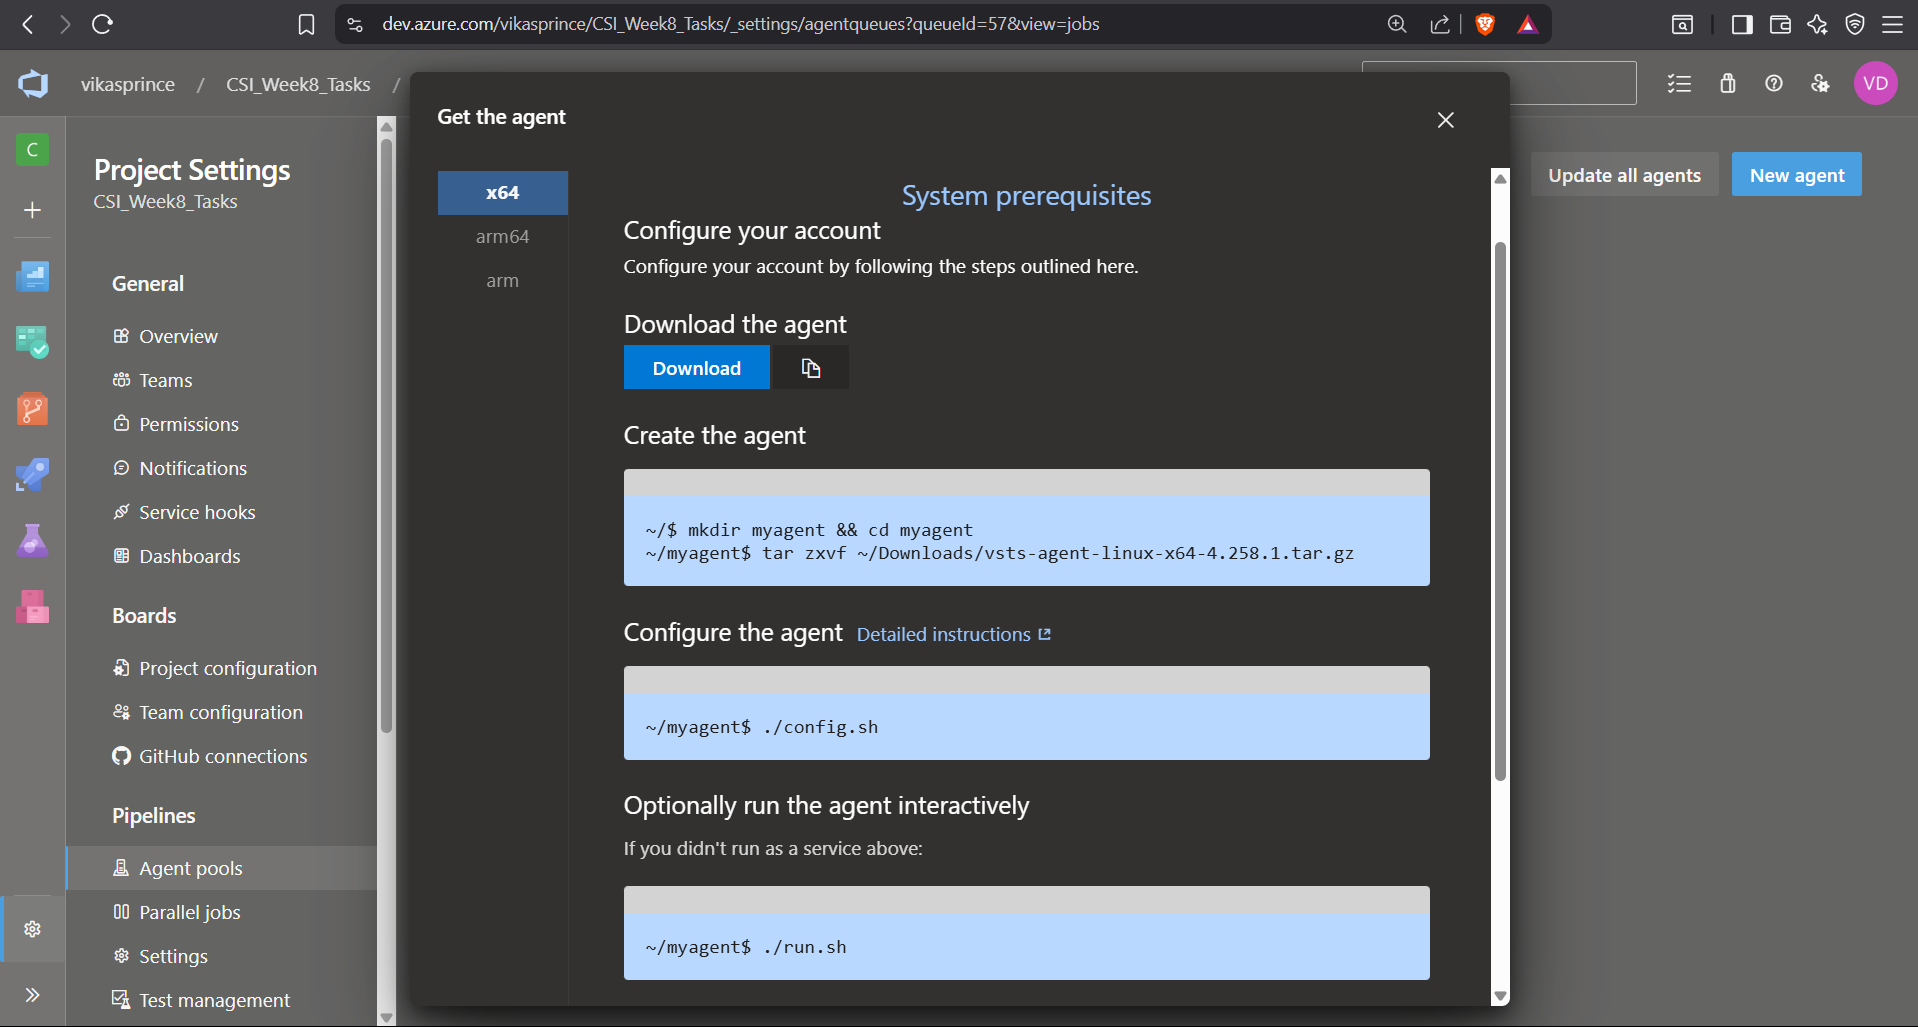 dev.azure.com/vikasprince/CSI_Week8_Tasks/_settings/agentqueues?queueId=57&view=jobs
vikasprince / CSI_Week8_Tasks /
VD
C
Project Settings
CSI_Week8_Tasks
General
Overview
Teams
Permissions
Notifications
Service hooks
Dashboards
Boards
Project configuration
Team configuration
GitHub connections
Pipelines
Agent pools
Parallel jobs
Settings
Test management
Get the agent
x64
arm64
arm
System prerequisites
Configure your account
Configure your account by following the steps outlined here.
Download the agent
Download
Create the agent
~/$ mkdir myagent && cd myagent
~/myagent$ tar zxvf ~/Downloads/vsts-agent-linux-x64-4.258.1.tar.gz
Configure the agent Detailed instructions
~/myagent$ ./config.sh
Optionally run the agent interactively
If you didn't run as a service above:
~/myagent$ ./run.sh
Update all agents
New agent